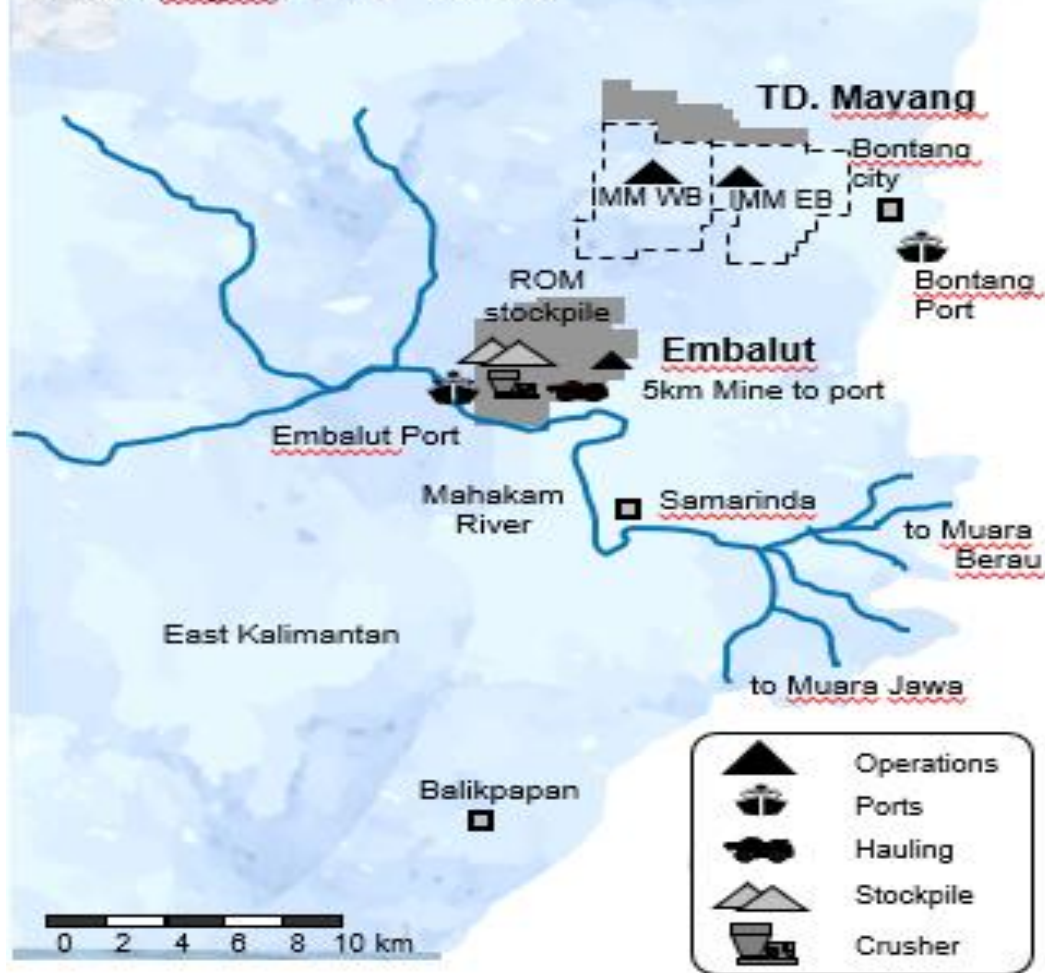 TD. Mayang
Bontang
city
IMM WB
IMM EB
ROM
stockpile
Bontang
Port
Embalut
5km Mine to port
Embalut Port
Mahakam
River
Samarinda
to Muara
Berau
East Kalimantan
to Muara Jawa
Balikpapan
Operations
Ports
Hauling
Stockpile
Crusher
0 2 4 6 8 10 km